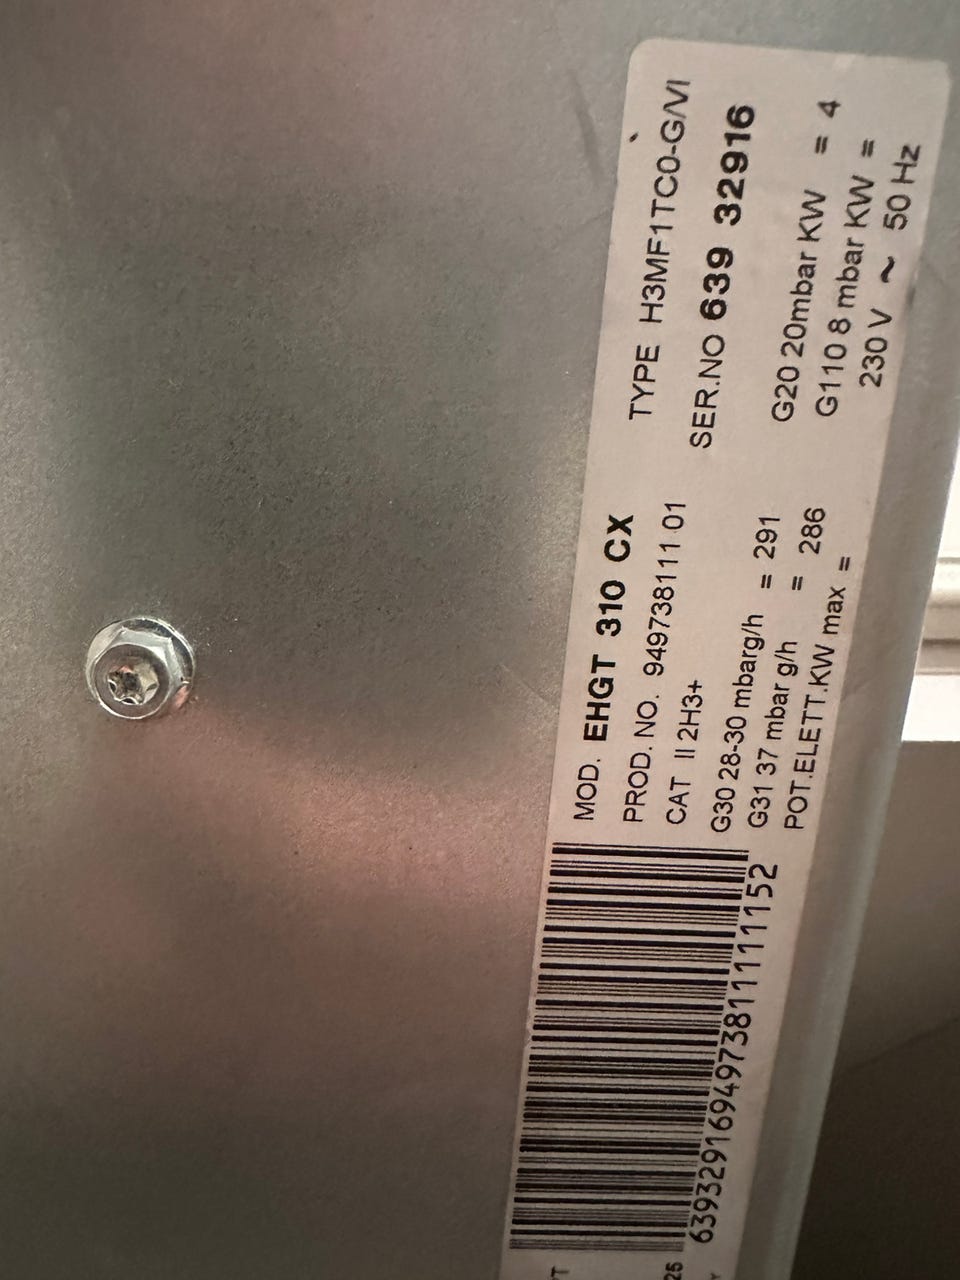 MOD. EHGT 310 CX TYPE H3MF1TC0-G/VI
PROD. NO. 949738111 01 SER.NO 639 32916
CAT II 2H3+
G30 28-30 mbarg/h = 291 G20 20mbar KW = 4
G31 37 mbar g/h = 286 G110 8 mbar KW =
POT.ELETT.KW max = 230 V ~ 50 Hz
6393291694973811111152
25